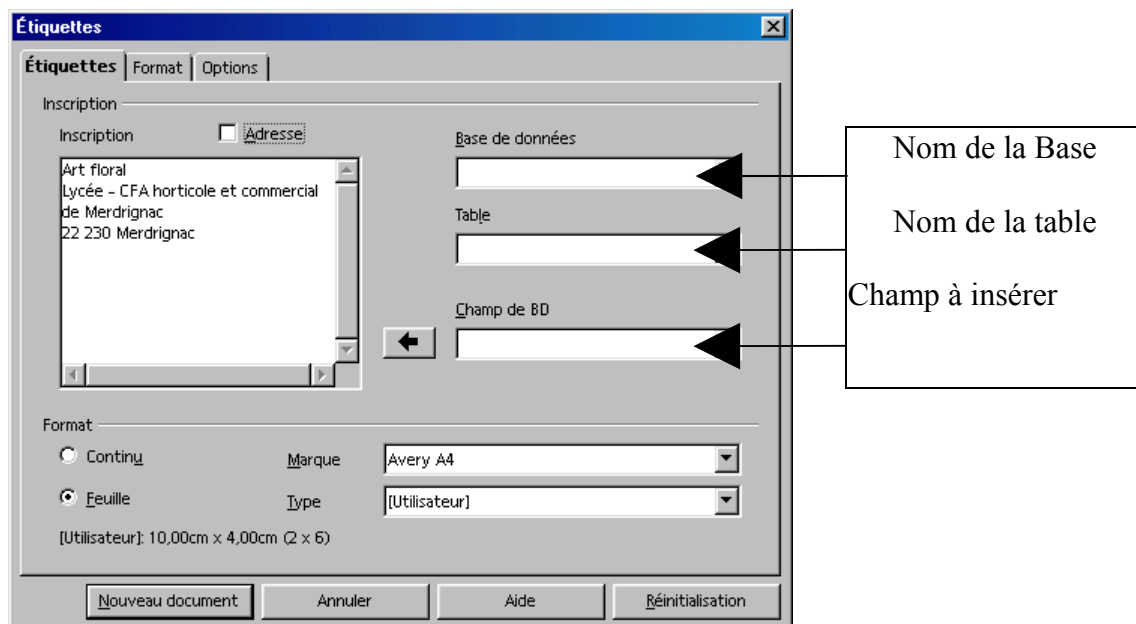 Étiquettes
Étiquettes Format Options
Inscription
Inscription Adresse
Art floral
Lycée - CFA horticole et commercial
de Merdrignac
22 230 Merdrignac
Base de données
Table
Champ de BD
Nom de la Base
Nom de la table
Champ à insérer
Format
Continu
Feuille
Marque Avery A4
Type [Utilisateur]
[Utilisateur]: 10,00cm x 4,00cm (2 x 6)
Nouveau document Annuler Aide Réinitialisation